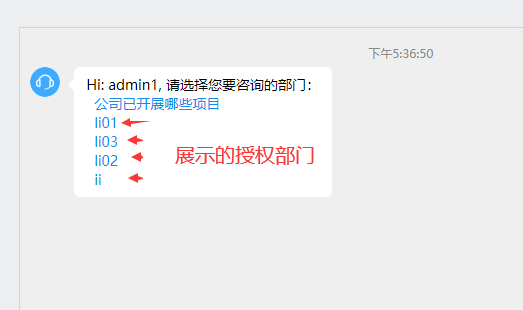 下午5:36:50
Hi: admin1, 请选择您要咨询的部门：
公司已开展哪些项目
li01
li03
li02
ii
展示的授权部门